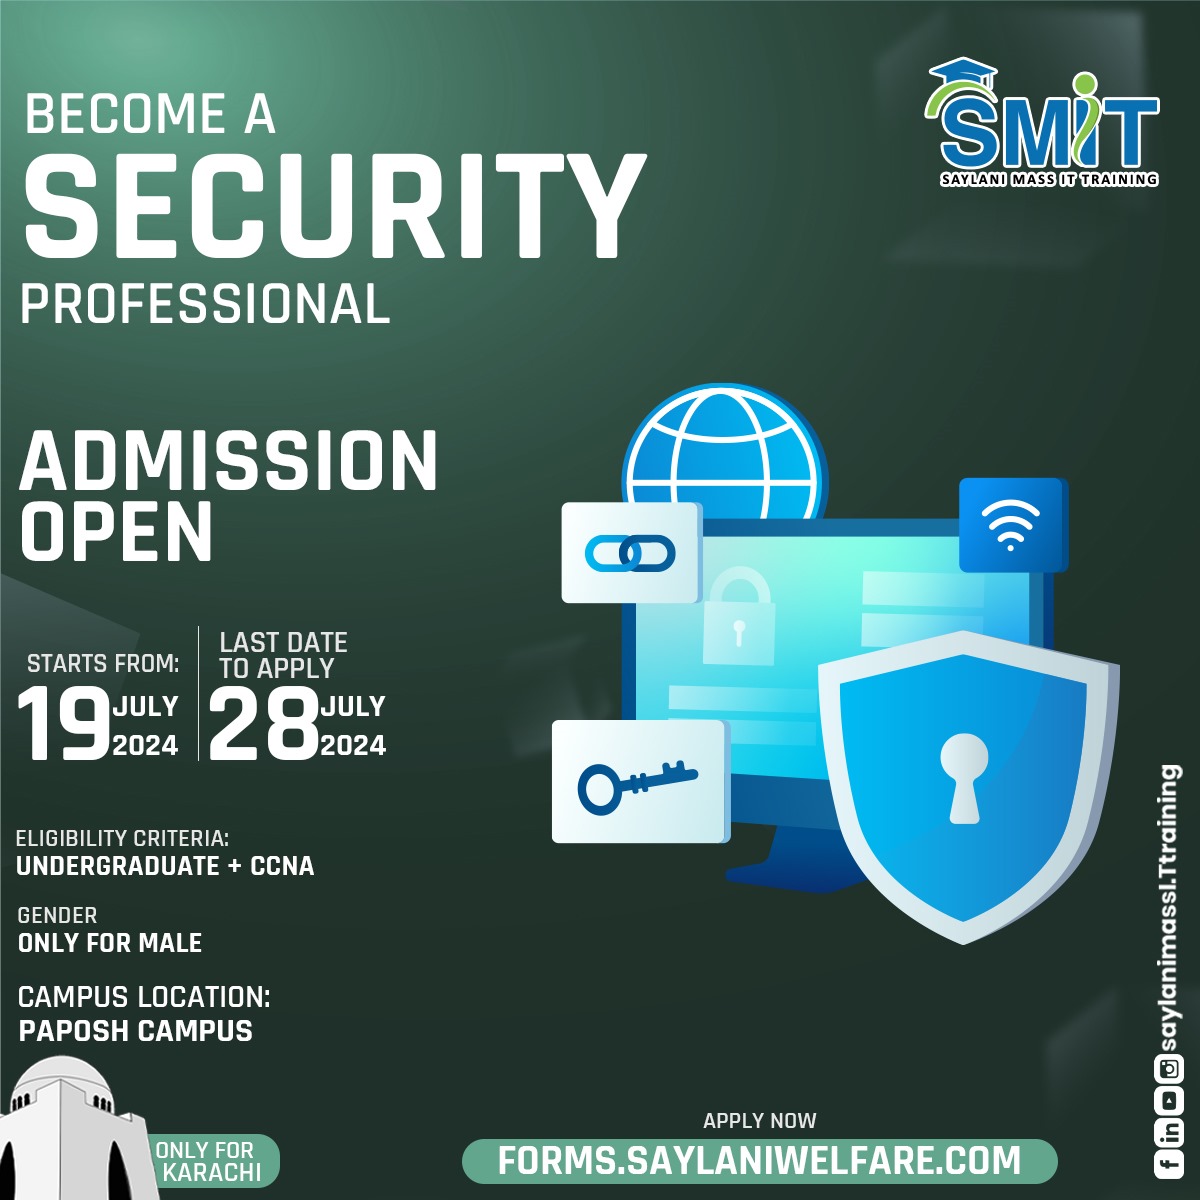 BECOME A
SECURITY
PROFESSIONAL
SMiT
SAYLANI MASS IT TRAINING
ADMISSION
OPEN
STARTS FROM:
19 JULY
2024
LAST DATE
TO APPLY
28 JULY
2024
ELIGIBILITY CRITERIA:
UNDERGRADUATE + CCNA
GENDER
ONLY FOR MALE
CAMPUS LOCATION:
PAPOSH CAMPUS
ONLY FOR
KARACHI
APPLY NOW
FORMS.SAYLANIWELFARE.COM
saylanimassI.Ttraining